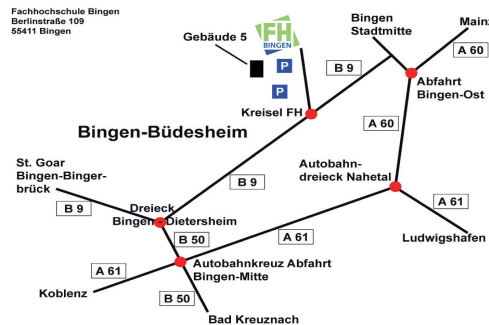 Fachhochschule Bingen
Berlinstraße 109
55411 Bingen
Gebäude 5
FH
BINGEN
P
P
Bingen
Stadtmitte
Mainz
A 60
B 9
Abfahrt
Bingen-Ost
Kreisel FH
A 60
Bingen-Büdesheim
St. Goar
Bingen-Binger-
brück
B 9
B 9
Autobahn-
dreieck Nahetal
Dreieck
Bingen-Dietersheim
B 50
A 61
A 61
Ludwigshafen
Autobahnkreuz Abfahrt
Bingen-Mitte
A 61
Koblenz
B 50
Bad Kreuznach